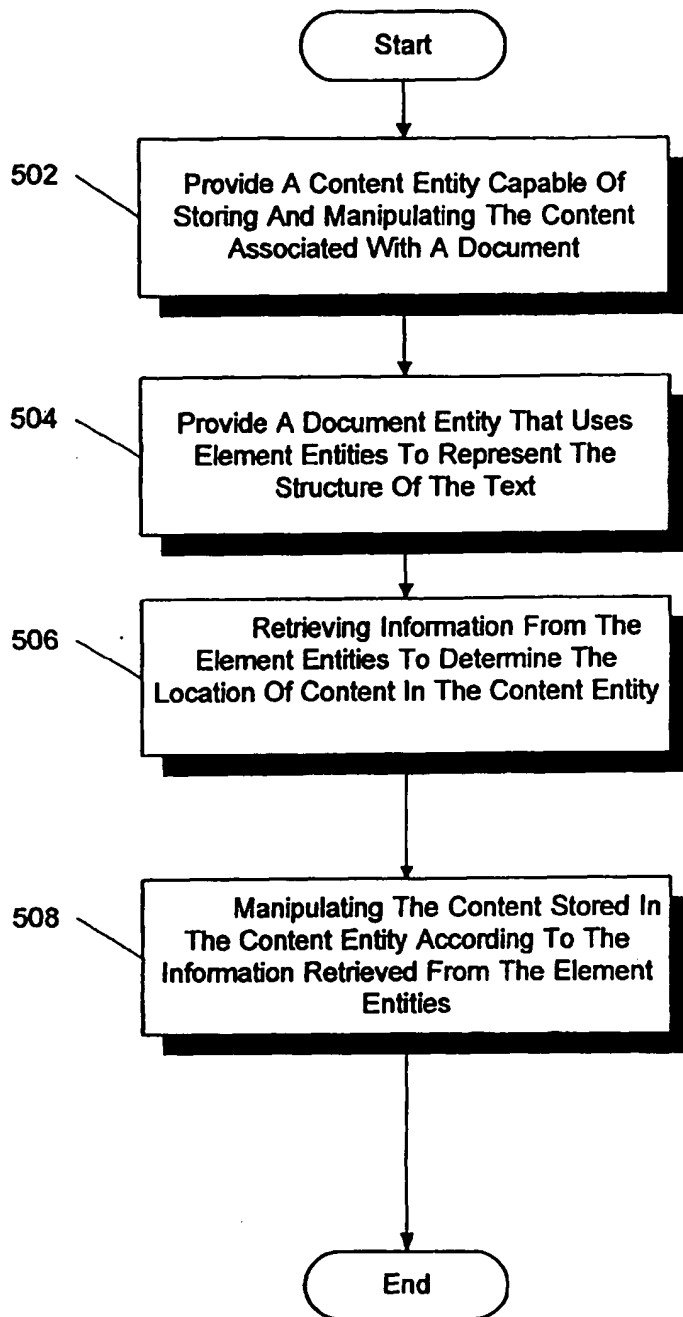 Start
502
Provide A Content Entity Capable Of
Storing And Manipulating The Content
Associated With A Document
504
Provide A Document Entity That Uses
Element Entities To Represent The
Structure Of The Text
506
Retrieving Information From The
Element Entities To Determine The
Location Of Content In The Content Entity
508
Manipulating The Content Stored In
The Content Entity According To The
Information Retrieved From The Element
Entities
End